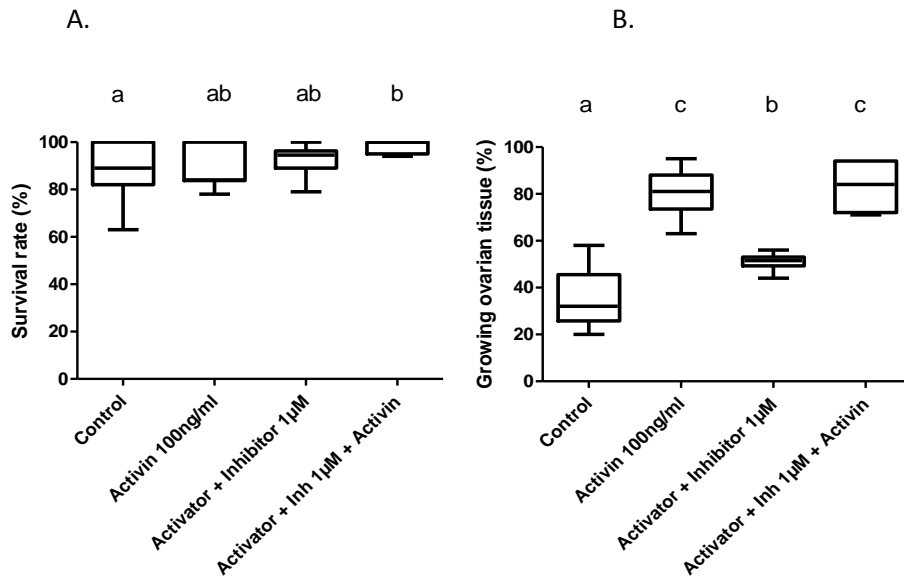 A.
B.
a ab ab b
a c b c
Survival rate (%)
100
80
60
40
20
0
Control
Activin 100ng/ml
Activator + Inhibitor 1µM
Activator + Inh 1µM + Activin
Growing ovarian tissue (%)
100
80
60
40
20
0
Control
Activin 100ng/ml
Activator + Inhibitor 1µM
Activator + Inh 1µM + Activin